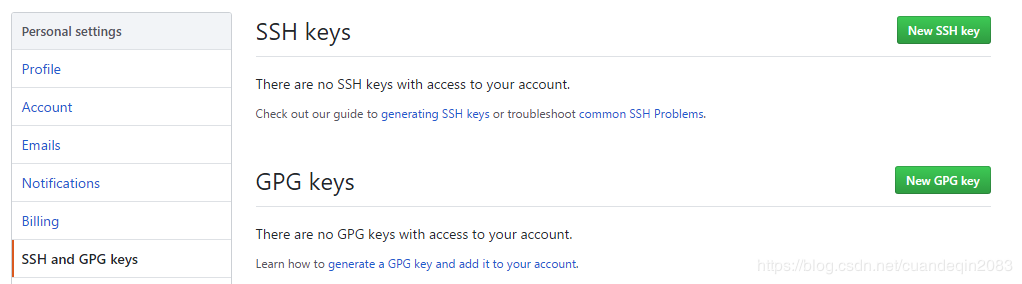 Personal settings
Profile
Account
Emails
Notifications
Billing
SSH and GPG keys
SSH keys
New SSH key
There are no SSH keys with access to your account.
Check out our guide to generating SSH keys or troubleshoot common SSH Problems.
GPG keys
New GPG key
There are no GPG keys with access to your account.
Learn how to generate a GPG key and add it to your account.
https://blog.csdn.net/cuandeqin2083